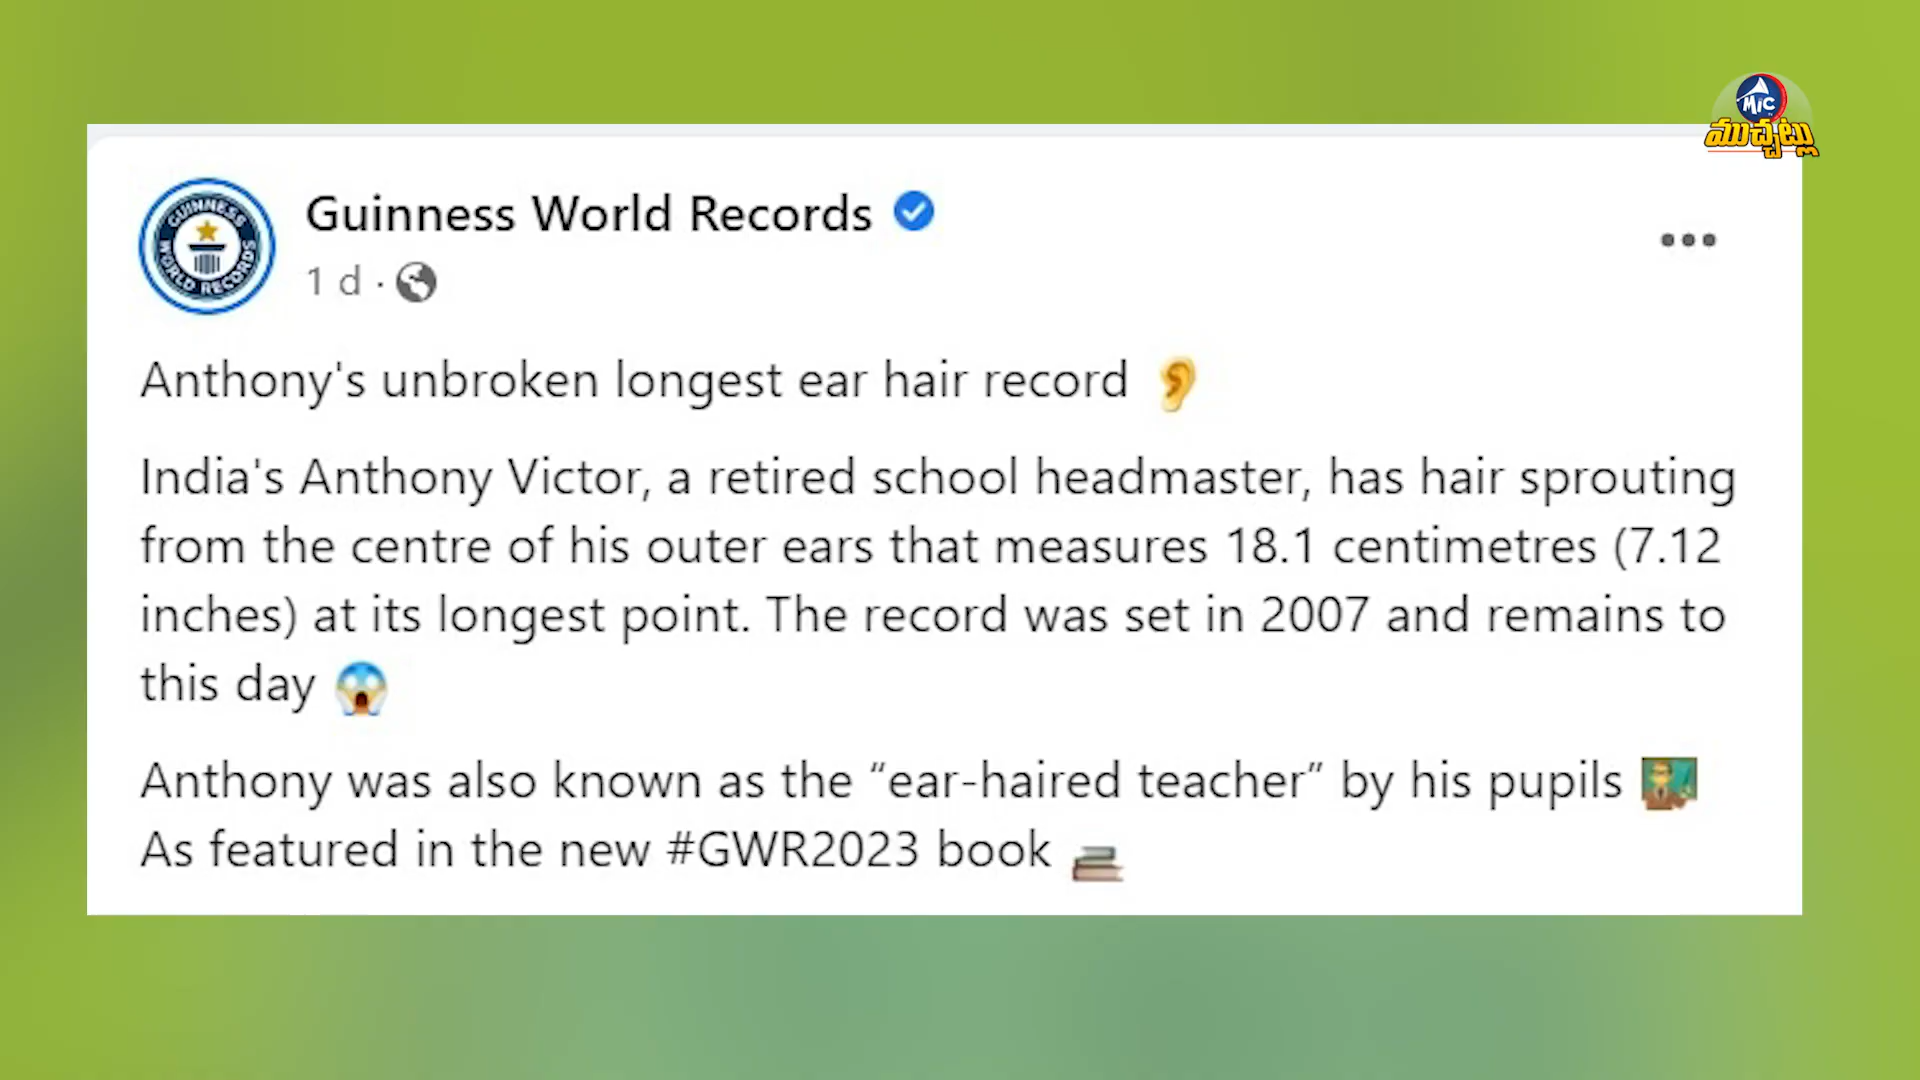 MIC
ముచ్చట్లు
GUINNESS
WORLD RECORDS
Guinness World Records
1 d ·
Anthony's unbroken longest ear hair record 👂
India's Anthony Victor, a retired school headmaster, has hair sprouting
from the centre of his outer ears that measures 18.1 centimetres (7.12
inches) at its longest point. The record was set in 2007 and remains to
this day 😱
Anthony was also known as the “ear-haired teacher” by his pupils 👨‍🏫
As featured in the new #GWR2023 book 📚